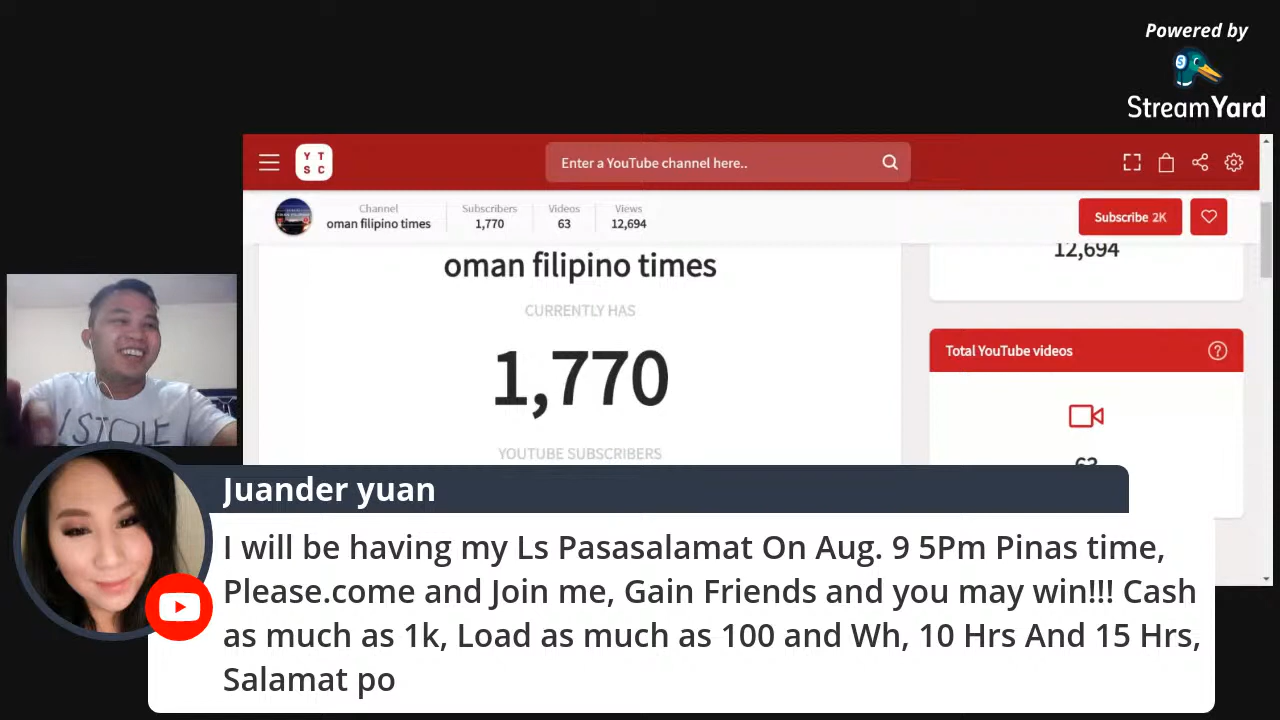 Powered by
StreamYard
Y T
S C
Enter a YouTube channel here..
Channel
oman filipino times
Subscribers
1,770
Videos
63
Views
12,694
Subscribe 2K
oman filipino times
CURRENTLY HAS
1,770
YOUTUBE SUBSCRIBERS
12,694
Total YouTube videos
?
63
I STOLE
Juander yuan
I will be having my Ls Pasasalamat On Aug. 9 5Pm Pinas time,
Please.come and Join me, Gain Friends and you may win!!! Cash
as much as 1k, Load as much as 100 and Wh, 10 Hrs And 15 Hrs,
Salamat po